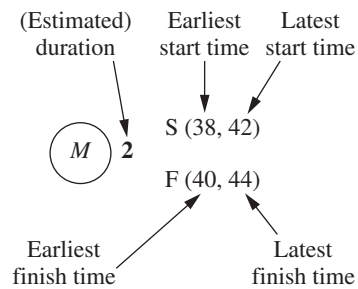 (Estimated) duration
Earliest start time
Latest start time
S (38, 42)
M 2
F (40, 44)
Earliest finish time
Latest finish time